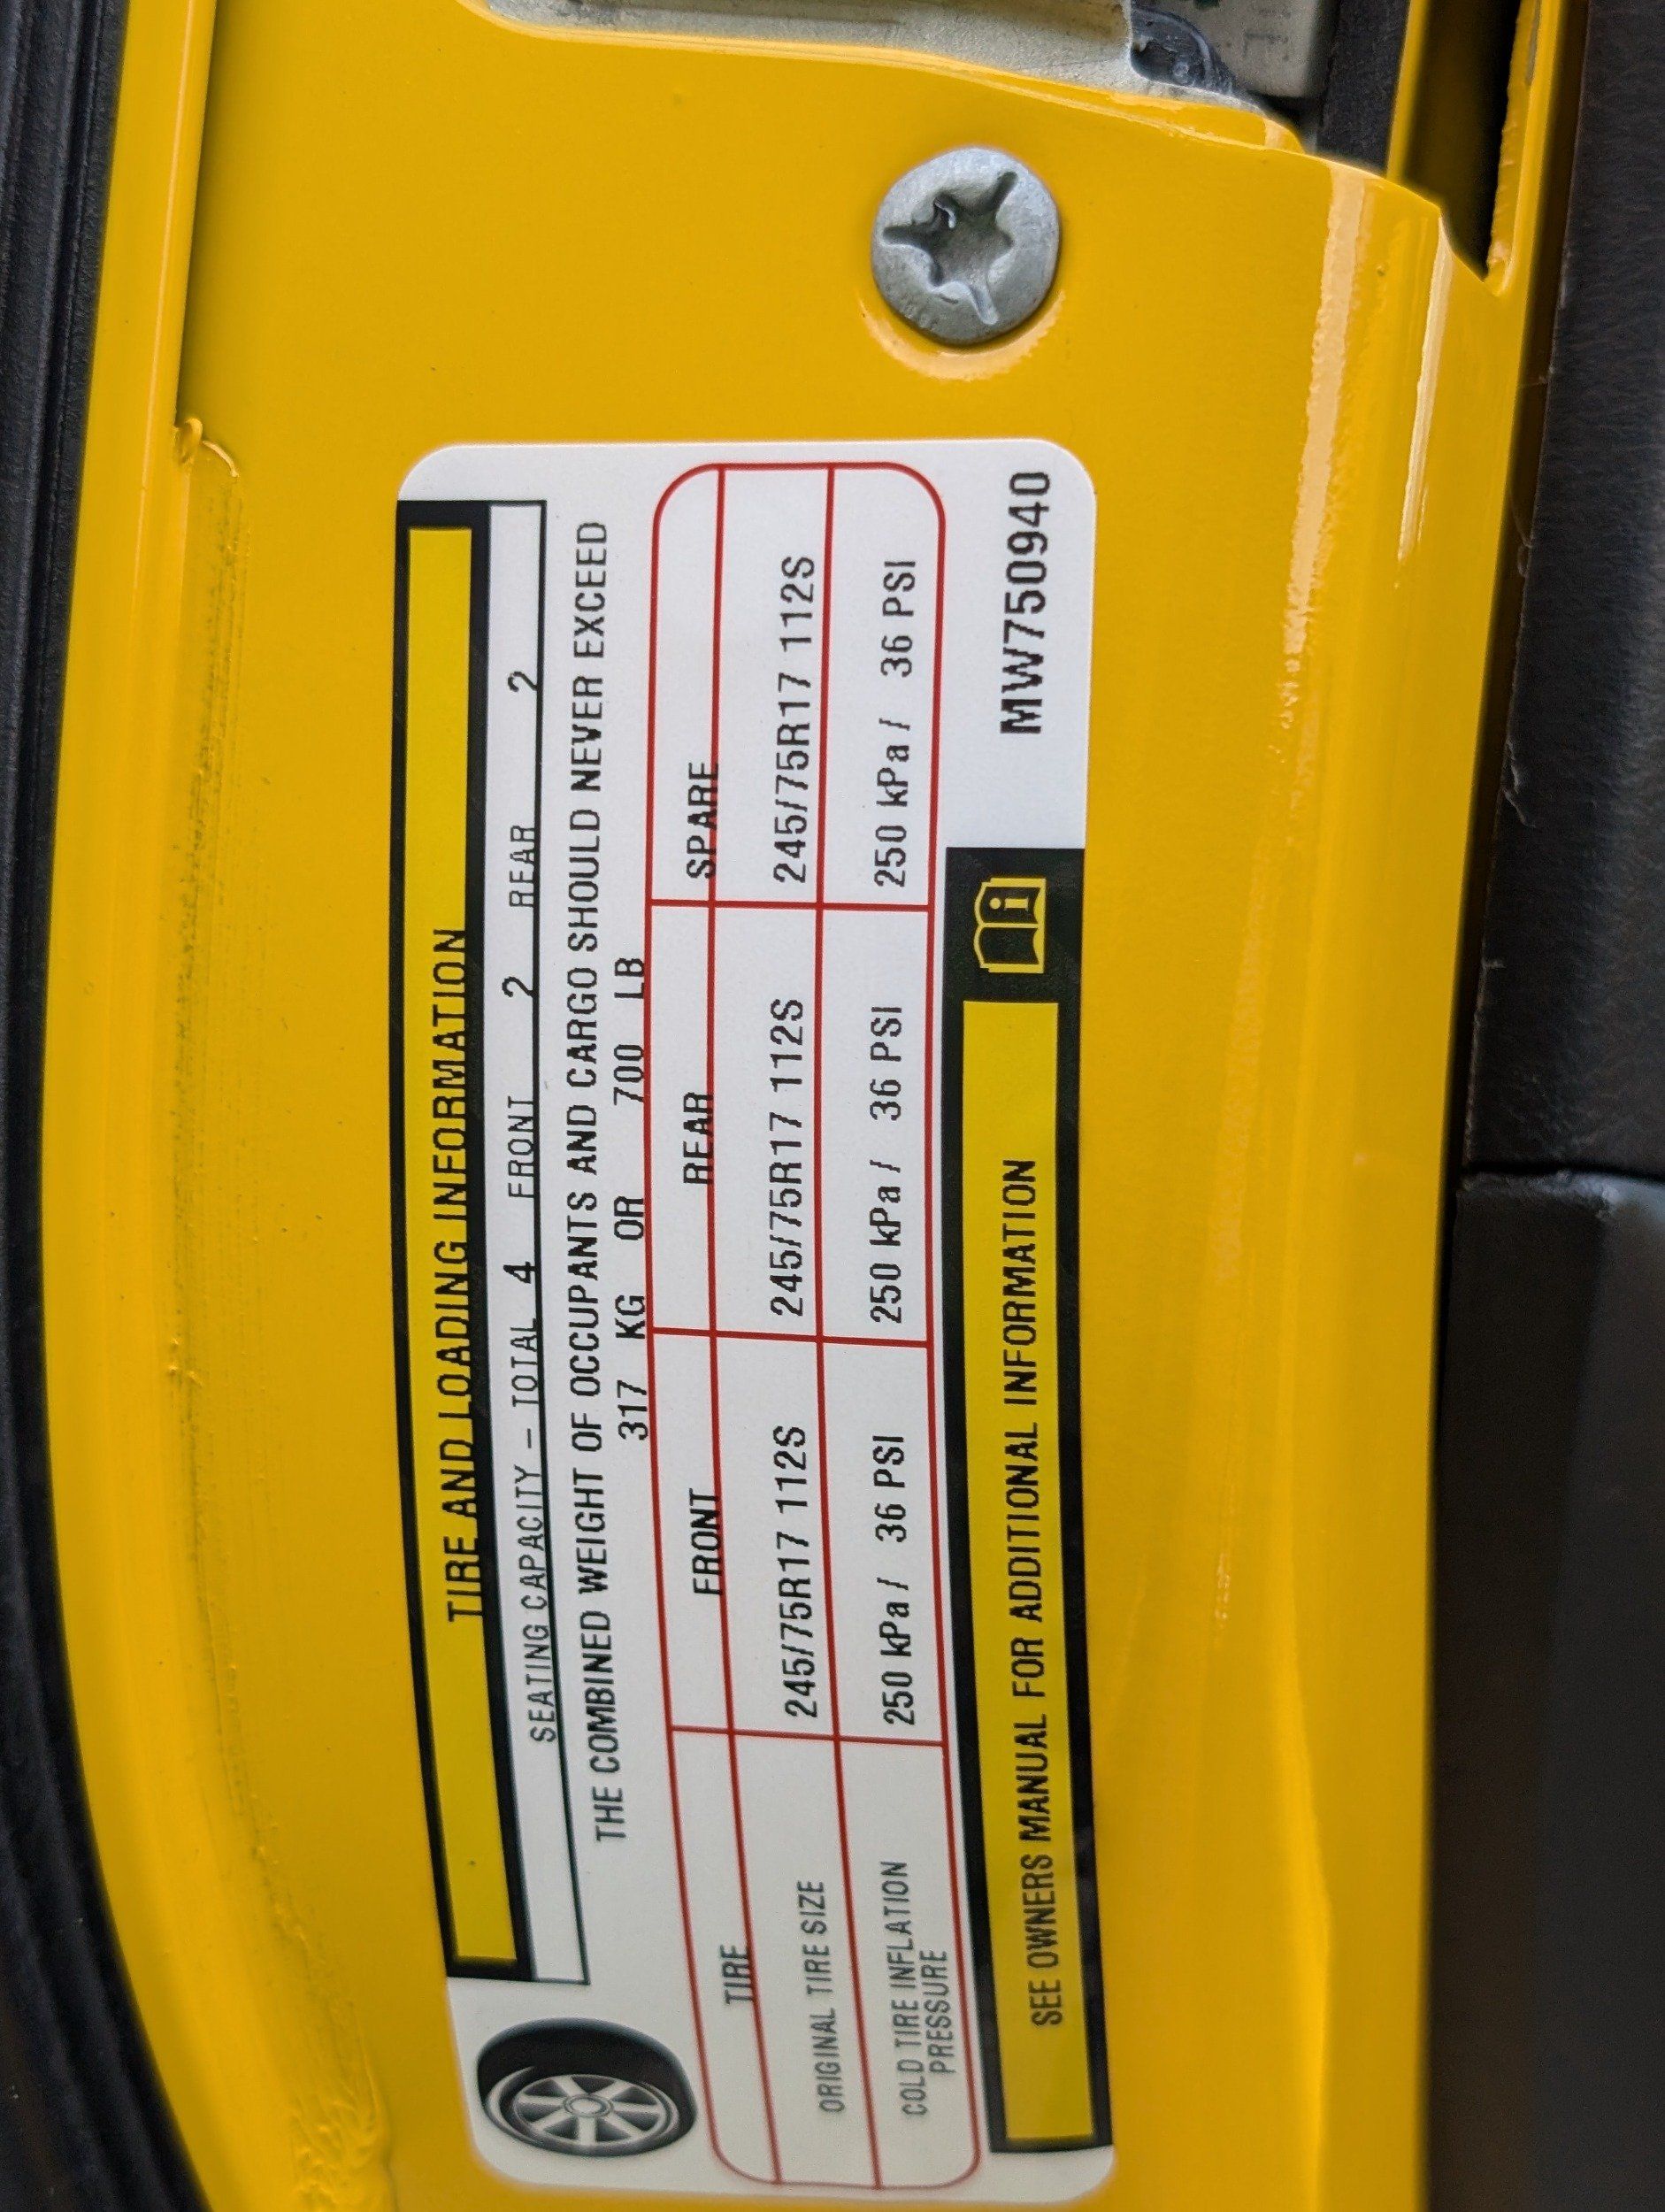 TIRE AND LOADING INFORMATION
SEATING CAPACITY – TOTAL 4 FRONT 2 REAR 2
THE COMBINED WEIGHT OF OCCUPANTS AND CARGO SHOULD NEVER EXCEED
317 KG OR 700 LB
TIRE FRONT REAR SPARE
ORIGINAL TIRE SIZE 245/75R17 112S 245/75R17 112S 245/75R17 112S
COLD TIRE INFLATION PRESSURE 250 kPa / 36 PSI 250 kPa / 36 PSI 250 kPa / 36 PSI
SEE OWNERS MANUAL FOR ADDITIONAL INFORMATION
MW750940